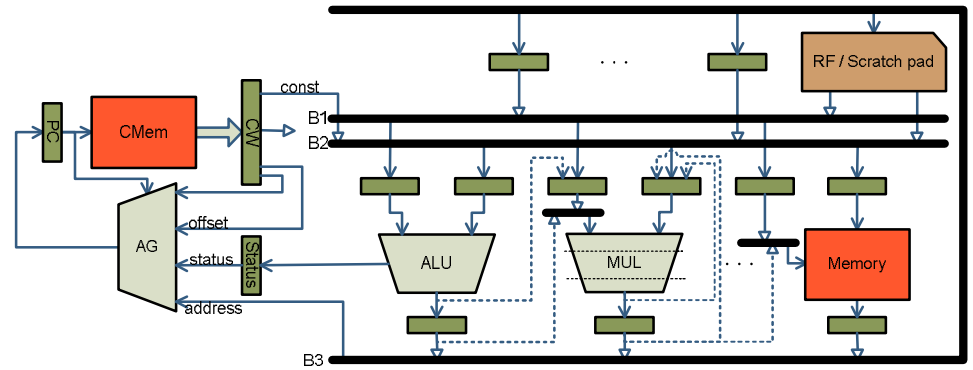 RF / Scratch pad
. . .
const
B1
B2
PC
CMem
CW
AG
offset
status
Status
address
ALU
MUL
. . .
Memory
B3